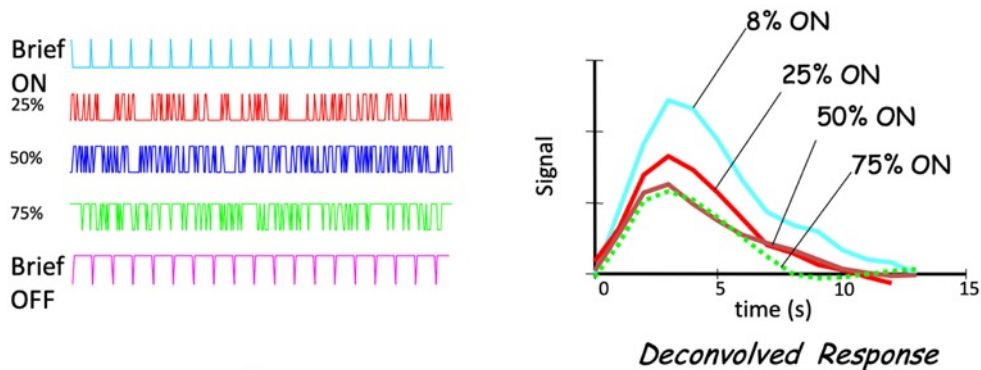 Brief
ON
25%
50%
75%
Brief
OFF
8% ON
25% ON
50% ON
75% ON
Signal
0
5
10
15
time (s)
Deconvolved Response